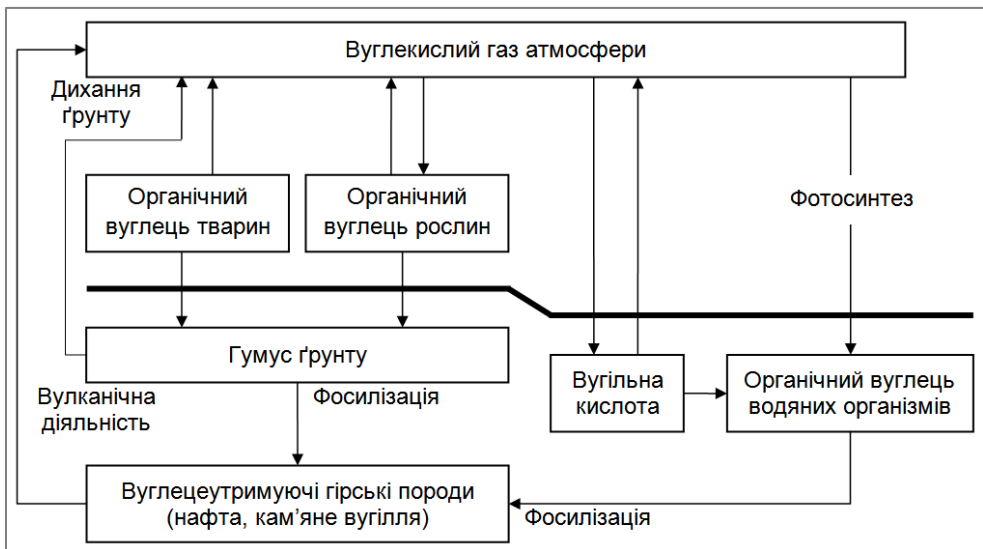 Вуглекислий газ атмосфери
Дихання
ґрунту
Органічний
вуглець тварин
Органічний
вуглець рослин
Фотосинтез
Гумус ґрунту
Вугільна
кислота
Органічний вуглець
водяних організмів
Вулканічна
діяльність
Фосилізація
Вуглецеутримуючі гірські породи
(нафта, кам’яне вугілля)
Фосилізація